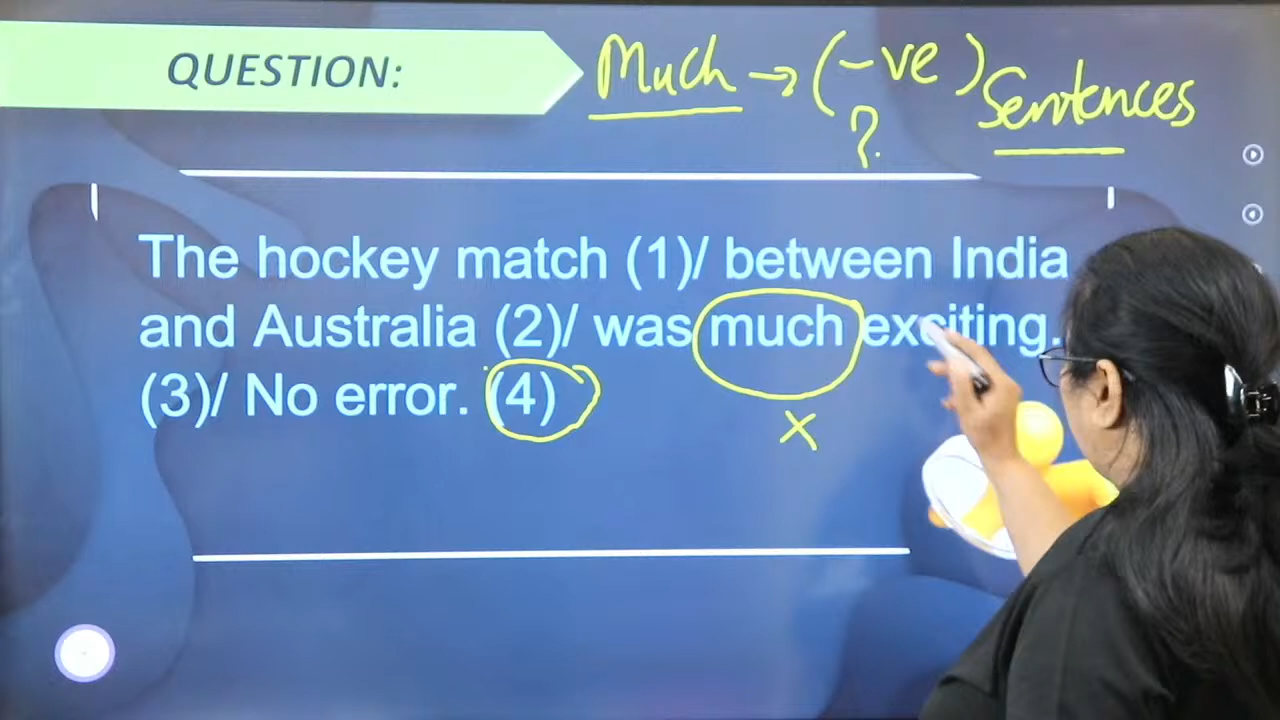 QUESTION:
Much → (-ve) Sentences
?
The hockey match (1)/ between India
and Australia (2)/ was much exciting.
(3)/ No error. (4)
x